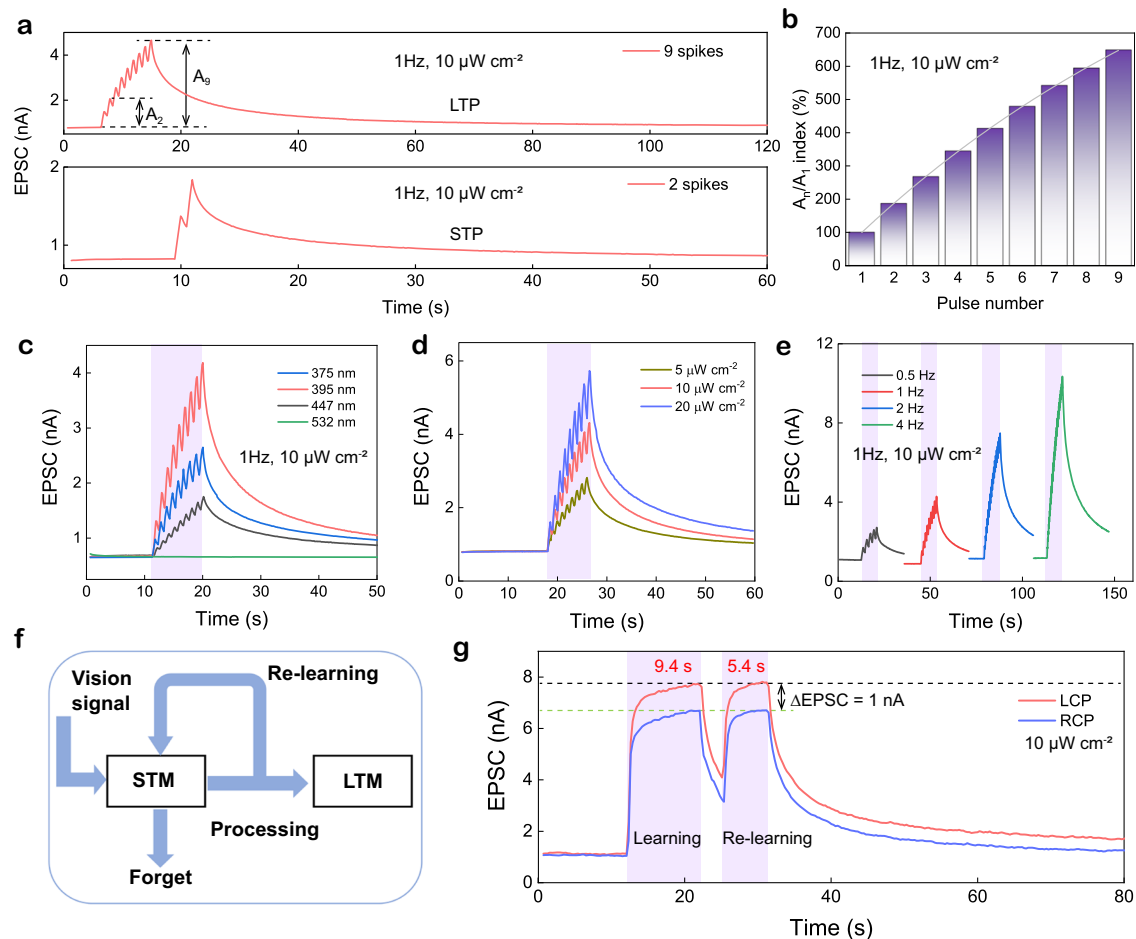 a
EPSC (nA)
4
2
1Hz, 10 μW cm⁻²
9 spikes
A₉
A₂
LTP
0 20 40 60 80 100 120
2
1
1Hz, 10 μW cm⁻²
2 spikes
STP
0 10 20 30 40 50 60
Time (s)
b
Aₙ/A₁ index (%)
700
600
500
400
300
200
100
0
1Hz, 10 μW cm⁻²
1 2 3 4 5 6 7 8 9
Pulse number
c
EPSC (nA)
4
3
2
1
375 nm
395 nm
447 nm
532 nm
1Hz, 10 μW cm⁻²
0 10 20 30 40 50
Time (s)
d
EPSC (nA)
6
4
2
0
5 μW cm⁻²
10 μW cm⁻²
20 μW cm⁻²
0 10 20 30 40 50 60
Time (s)
e
EPSC (nA)
12
8
4
0
0.5 Hz
1 Hz
2 Hz
4 Hz
1Hz, 10 μW cm⁻²
0 50 100 150
Time (s)
f
Vision
signal
Re-learning
STM
LTM
Processing
Forget
g
EPSC (nA)
8
6
4
2
0
9.4 s
5.4 s
ΔEPSC = 1 nA
LCP
RCP
10 μW cm⁻²
Learning
Re-learning
0 20 40 60 80
Time (s)